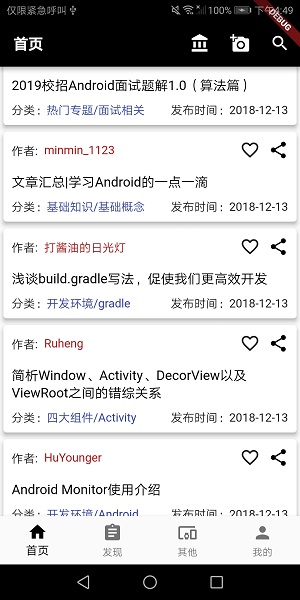 仅限紧急呼叫 100% 下午4:49
DEBUG
首页
2019校招Android面试题解1.0（算法篇）
分类：热门专题/面试相关 发布时间：2018-12-13
作者: minmin_1123
文章汇总|学习Android的一点一滴
分类：基础知识/基础概念 发布时间：2018-12-13
作者: 打酱油的日光灯
浅谈build.gradle写法，促使我们更高效开发
分类：开发环境/gradle 发布时间：2018-12-13
作者: Ruheng
简析Window、Activity、DecorView以及
ViewRoot之间的错综关系
分类：四大组件/Activity 发布时间：2018-12-13
作者: HuYounger
Android Monitor使用介绍
分类：开发环境/Android 发布时间：2018-12-13
首页 发现 其他 我的